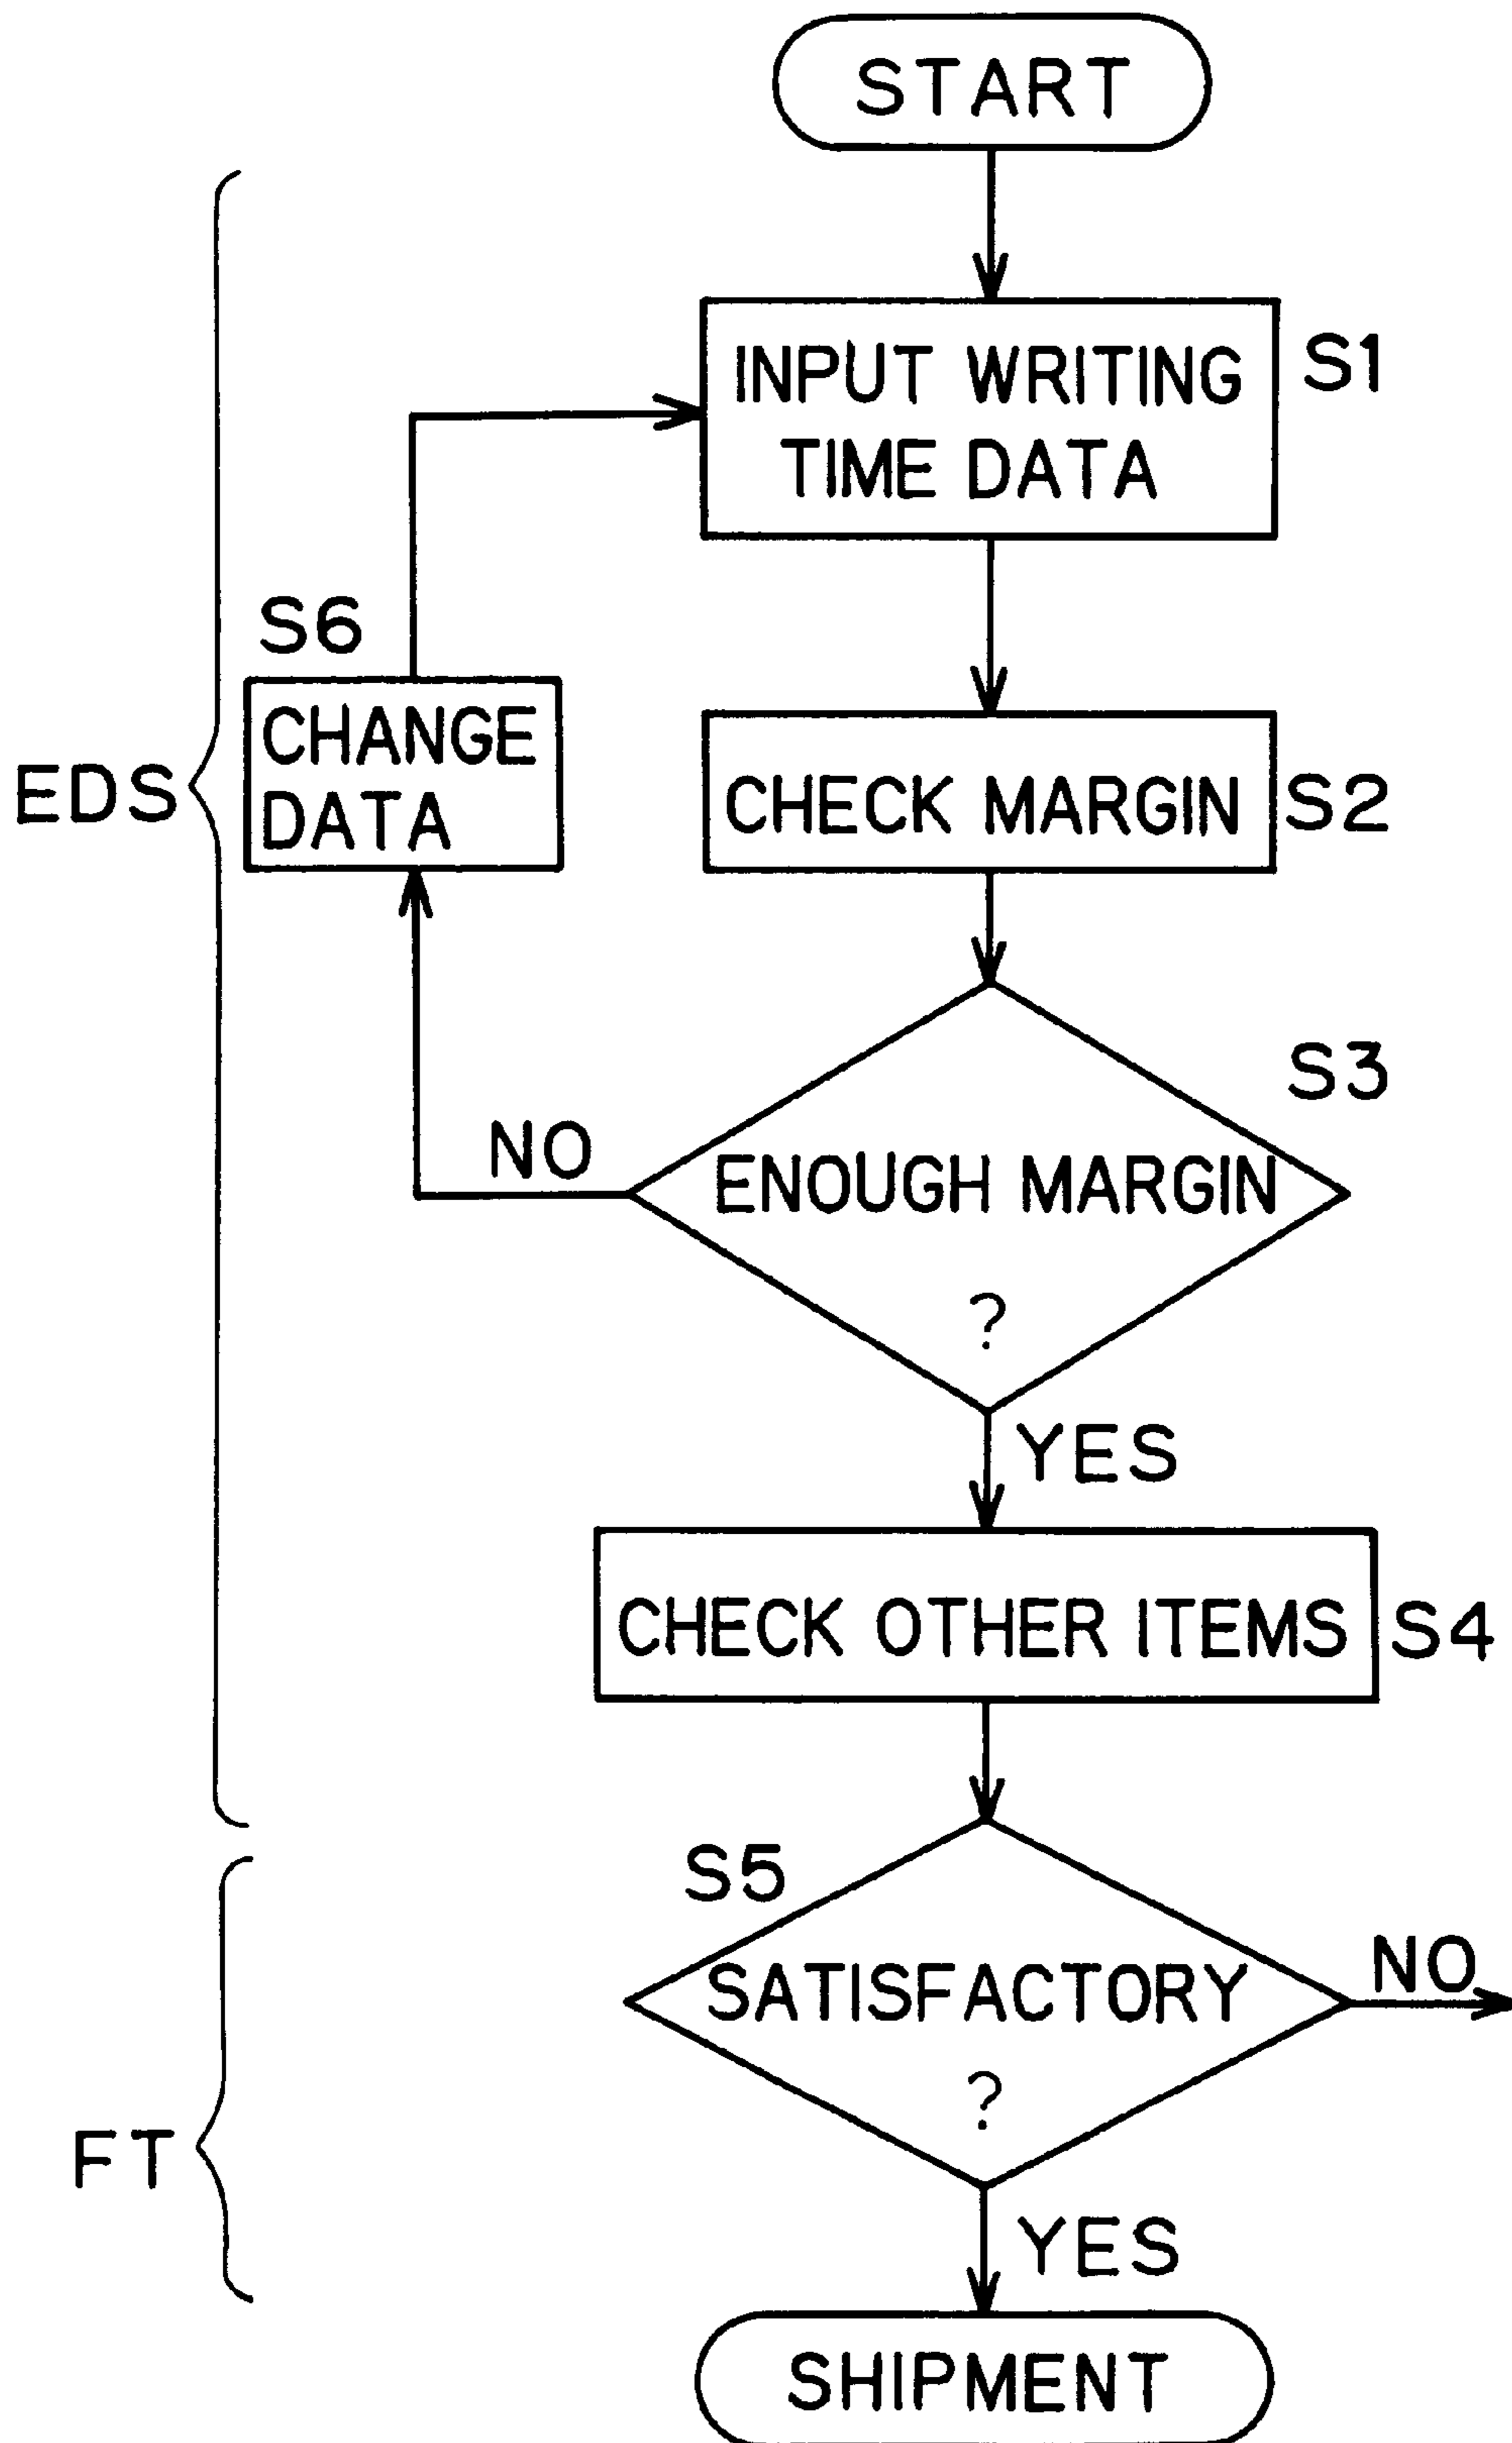 START
INPUT WRITING
TIME DATA
S1
S6
CHANGE
DATA
EDS
CHECK MARGIN
S2
S3
NO
ENOUGH MARGIN
?
YES
CHECK OTHER ITEMS
S4
S5
SATISFACTORY
?
NO
FT
YES
SHIPMENT